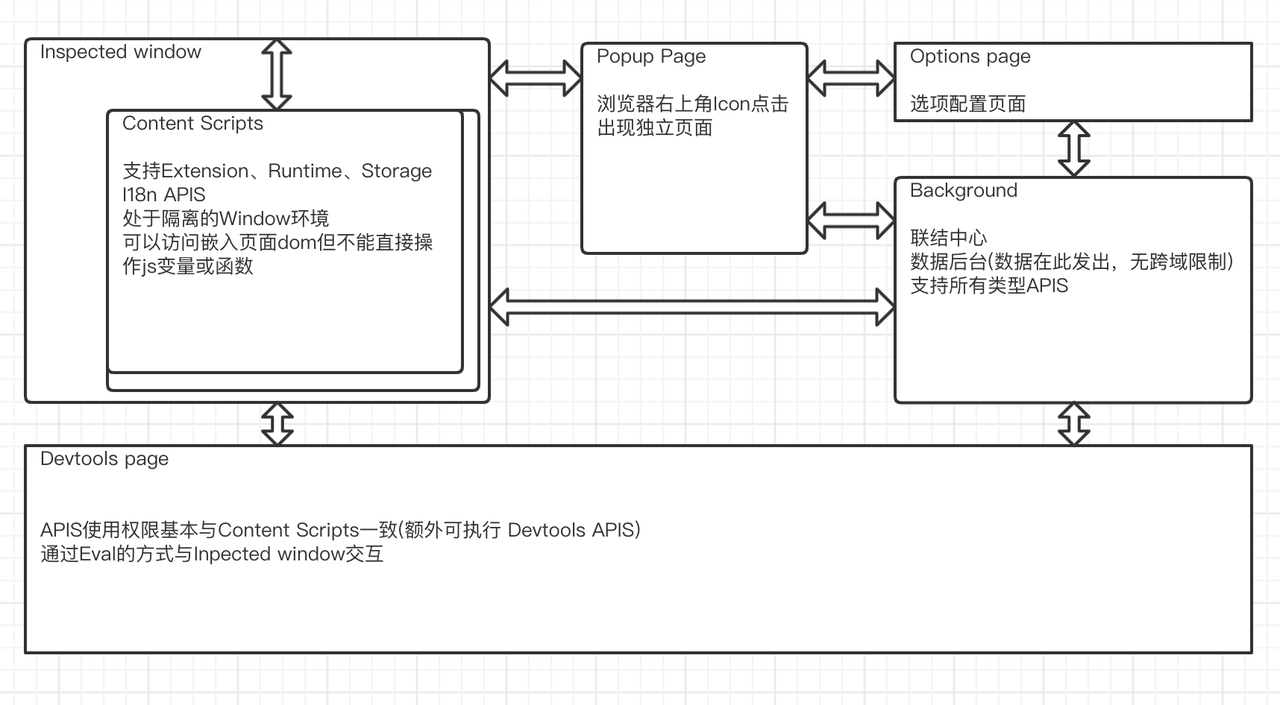 Inspected window
Content Scripts
支持Extension、Runtime、Storage
I18n APIS
处于隔离的Window环境
可以访问嵌入页面dom但不能直接操
作js变量或函数
Popup Page
浏览器右上角Icon点击
出现独立页面
Options page
选项配置页面
Background
联结中心
数据后台(数据在此发出，无跨域限制)
支持所有类型APIS
Devtools page
APIS使用权限基本与Content Scripts一致(额外可执行 Devtools APIS)
通过Eval的方式与Inpected window交互